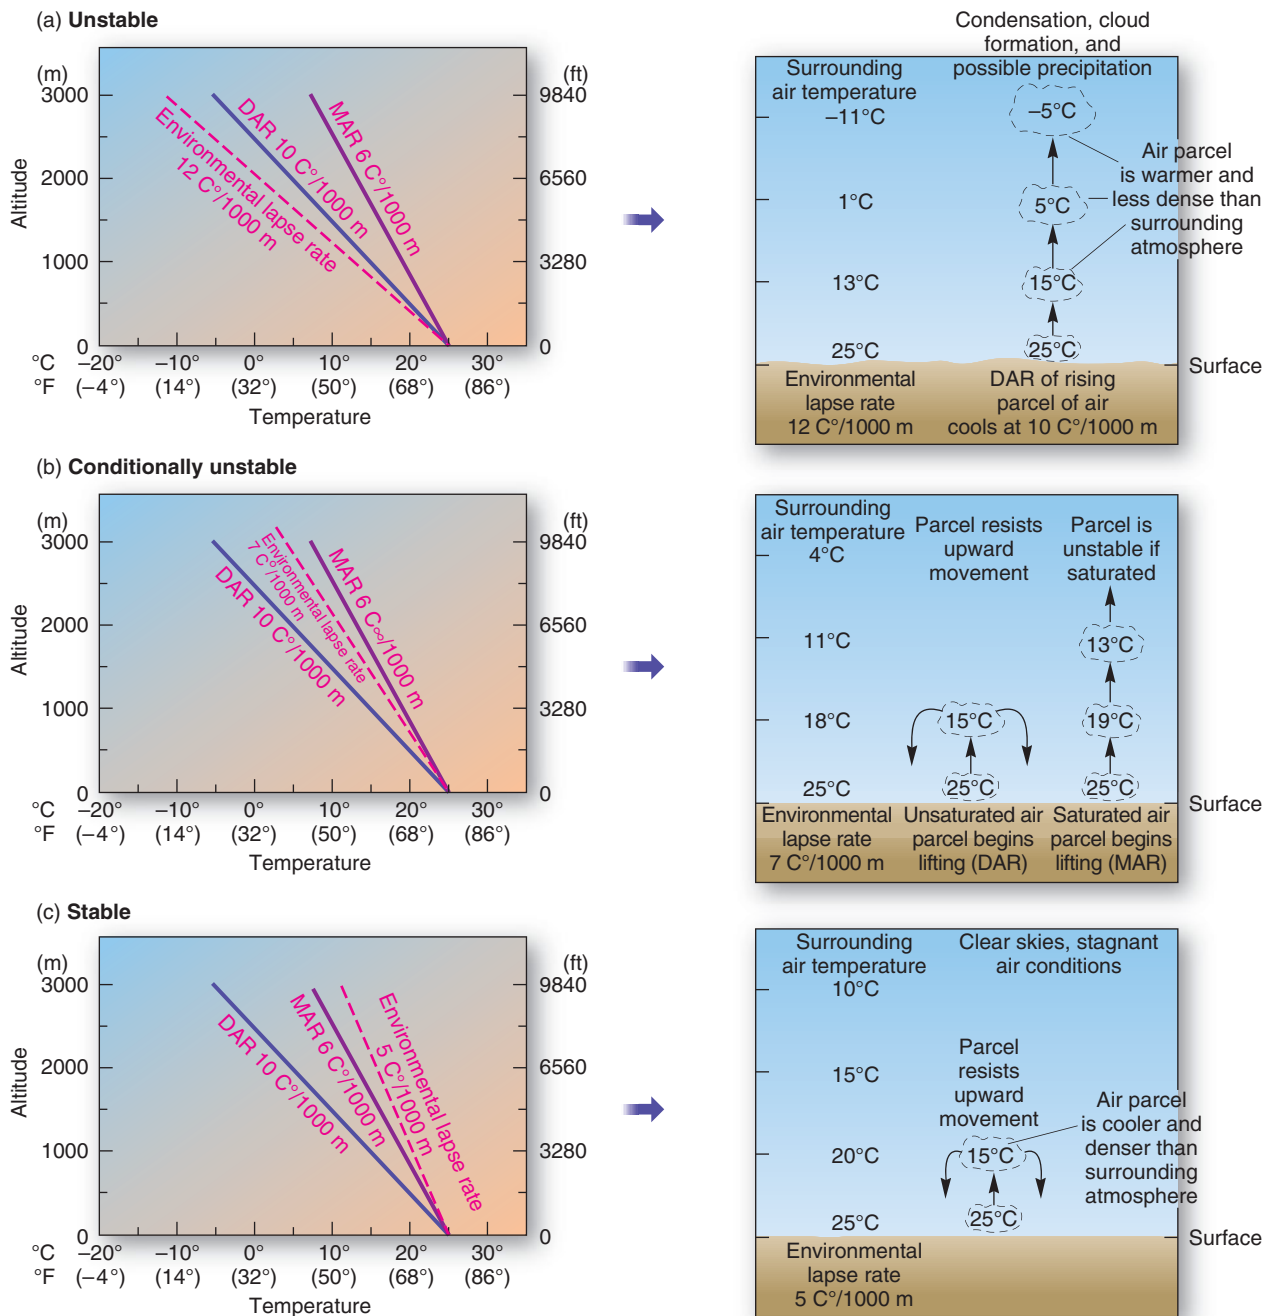 (a) Unstable
(m)
(ft)
3000
2000
1000
0
Altitude
9840
6560
3280
0
Environmental lapse rate
12 C°/1000 m
DAR 10 C°/1000 m
MAR 6 C°/1000 m
°C –20° –10° 0° 10° 20° 30°
°F (–4°) (14°) (32°) (50°) (68°) (86°)
Temperature
Condensation, cloud
formation, and
possible precipitation
Surrounding
air temperature
–11°C
1°C
13°C
25°C
–5°C
5°C
15°C
25°C
Air parcel
is warmer and
less dense than
surrounding
atmosphere
Surface
Environmental
lapse rate
12 C°/1000 m
DAR of rising
parcel of air
cools at 10 C°/1000 m
(b) Conditionally unstable
(m)
(ft)
3000
2000
1000
0
Altitude
9840
6560
3280
0
DAR 10 C°/1000 m
Environmental lapse rate
7 C°/1000 m
MAR 6 C∞/1000 m
°C –20° –10° 0° 10° 20° 30°
°F (–4°) (14°) (32°) (50°) (68°) (86°)
Temperature
Surrounding
air temperature
4°C
11°C
18°C
25°C
Parcel resists
upward
movement
15°C
25°C
Parcel is
unstable if
saturated
13°C
19°C
25°C
Surface
Environmental
lapse rate
7 C°/1000 m
Unsaturated air
parcel begins
lifting (DAR)
Saturated air
parcel begins
lifting (MAR)
(c) Stable
(m)
(ft)
3000
2000
1000
0
Altitude
9840
6560
3280
0
DAR 10 C°/1000 m
MAR 6 C°/1000 m
Environmental lapse rate
5 C°/1000 m
°C –20° –10° 0° 10° 20° 30°
°F (–4°) (14°) (32°) (50°) (68°) (86°)
Temperature
Surrounding
air temperature
10°C
15°C
20°C
25°C
Clear skies, stagnant
air conditions
Parcel
resists
upward
movement
15°C
25°C
Air parcel
is cooler and
denser than
surrounding
atmosphere
Surface
Environmental
lapse rate
5 C°/1000 m